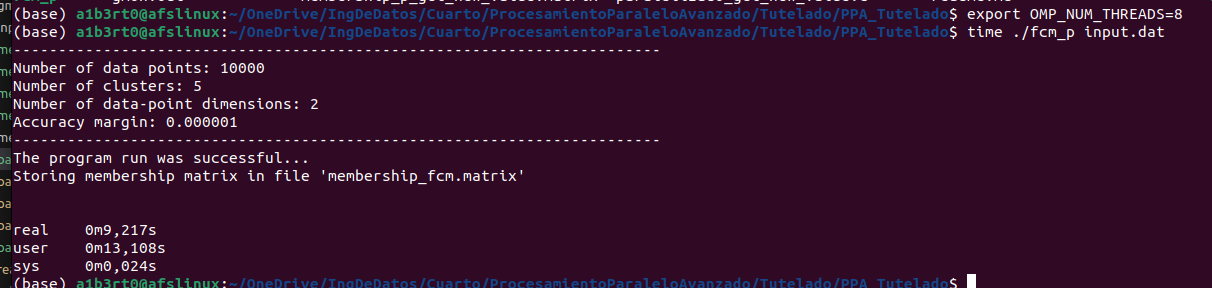 (base) a1b3rt0@afslinux:~/OneDrive/IngDeDatos/Cuarto/ProcesamientoParaleloAvanzado/Tutelado/PPA_Tutelado$ export OMP_NUM_THREADS=8
(base) a1b3rt0@afslinux:~/OneDrive/IngDeDatos/Cuarto/ProcesamientoParaleloAvanzado/Tutelado/PPA_Tutelado$ time ./fcm_p input.dat
------------------------------------------------------------------------
Number of data points: 10000
Number of clusters: 5
Number of data-point dimensions: 2
Accuracy margin: 0.000001
------------------------------------------------------------------------
The program run was successful...
Storing membership matrix in file 'membership_fcm.matrix'
real 0m9,217s
user 0m13,108s
sys 0m0,024s
(base) a1b3rt0@afslinux:~/OneDrive/IngDeDatos/Cuarto/ProcesamientoParaleloAvanzado/Tutelado/PPA_Tutelado$